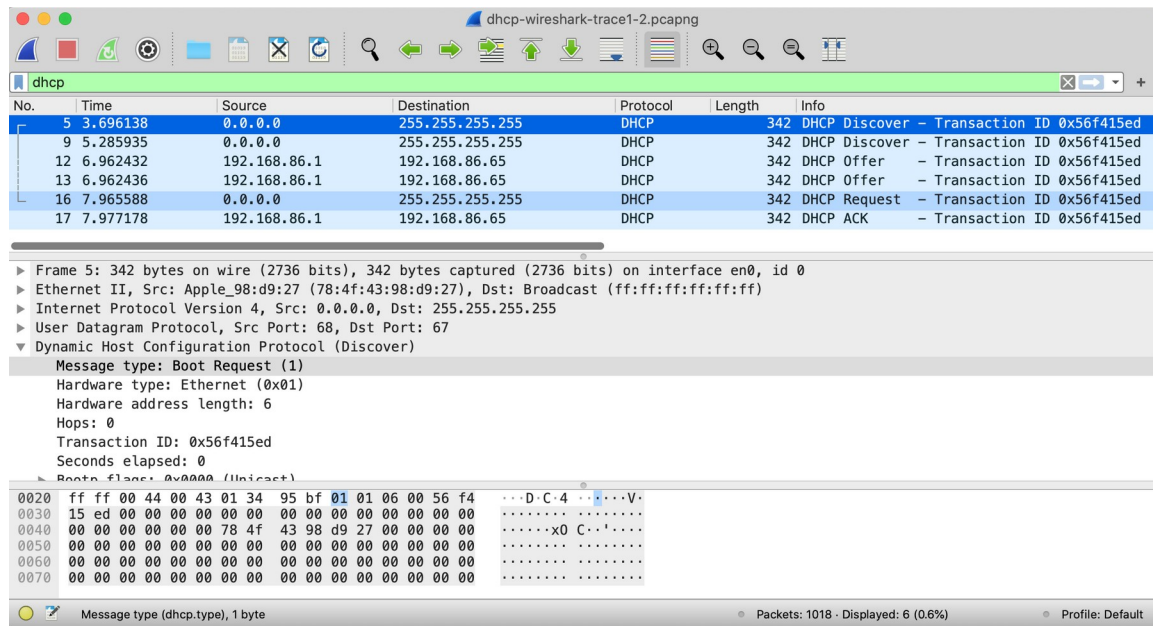 dhcp-wireshark-trace1-2.pcapng
dhcp
No. Time Source Destination Protocol Length Info
5 3.696138 0.0.0.0 255.255.255.255 DHCP 342 DHCP Discover – Transaction ID 0x56f415ed
9 5.285935 0.0.0.0 255.255.255.255 DHCP 342 DHCP Discover – Transaction ID 0x56f415ed
12 6.962432 192.168.86.1 192.168.86.65 DHCP 342 DHCP Offer – Transaction ID 0x56f415ed
13 6.962436 192.168.86.1 192.168.86.65 DHCP 342 DHCP Offer – Transaction ID 0x56f415ed
16 7.965588 0.0.0.0 255.255.255.255 DHCP 342 DHCP Request – Transaction ID 0x56f415ed
17 7.977178 192.168.86.1 192.168.86.65 DHCP 342 DHCP ACK – Transaction ID 0x56f415ed
Frame 5: 342 bytes on wire (2736 bits), 342 bytes captured (2736 bits) on interface en0, id 0
Ethernet II, Src: Apple_98:d9:27 (78:4f:43:98:d9:27), Dst: Broadcast (ff:ff:ff:ff:ff:ff)
Internet Protocol Version 4, Src: 0.0.0.0, Dst: 255.255.255.255
User Datagram Protocol, Src Port: 68, Dst Port: 67
Dynamic Host Configuration Protocol (Discover)
Message type: Boot Request (1)
Hardware type: Ethernet (0x01)
Hardware address length: 6
Hops: 0
Transaction ID: 0x56f415ed
Seconds elapsed: 0
Bootp flags: 0x0000 (Unicast)
0020 ff ff 00 44 00 43 01 34 95 bf 01 01 06 00 56 f4 ···D·C·4 ······V·
0030 15 ed 00 00 00 00 00 00 00 00 00 00 00 00 00 00 ········ ········
0040 00 00 00 00 00 00 78 4f 43 98 d9 27 00 00 00 00 ······xO C··'····
0050 00 00 00 00 00 00 00 00 00 00 00 00 00 00 00 00 ········ ········
0060 00 00 00 00 00 00 00 00 00 00 00 00 00 00 00 00 ········ ········
0070 00 00 00 00 00 00 00 00 00 00 00 00 00 00 00 00 ········ ········
Message type (dhcp.type), 1 byte Packets: 1018 · Displayed: 6 (0.6%) Profile: Default